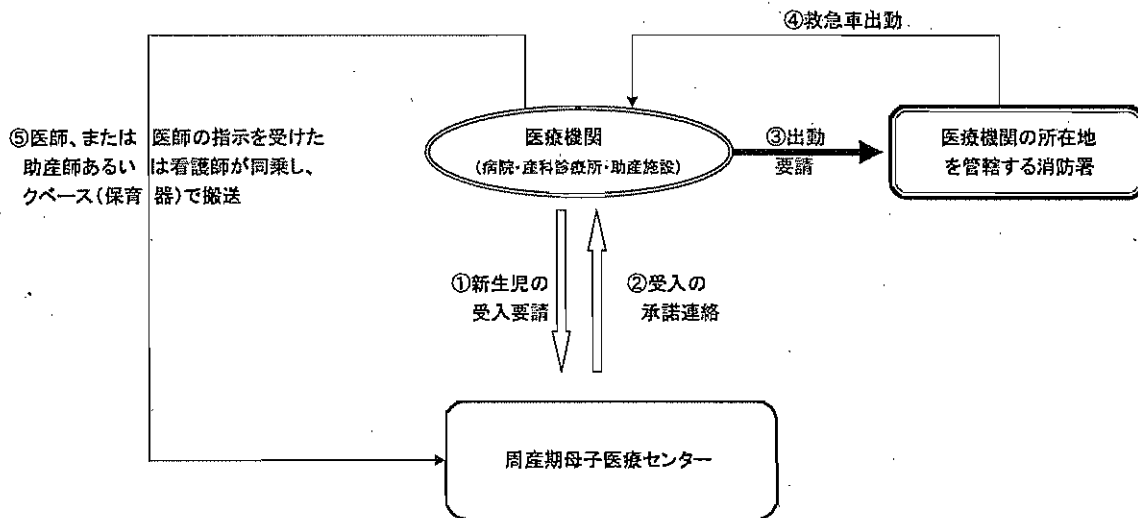 ④救急車出動
⑤医師、または 医師の指示を受けた
助産師あるい は看護師が同乗し、
クベース(保育 器)で搬送
医療機関
(病院・産科診療所・助産施設)
③出動
要請
医療機関の所在地
を管轄する消防署
①新生児の
受入要請
②受入の
承諾連絡
周産期母子医療センター